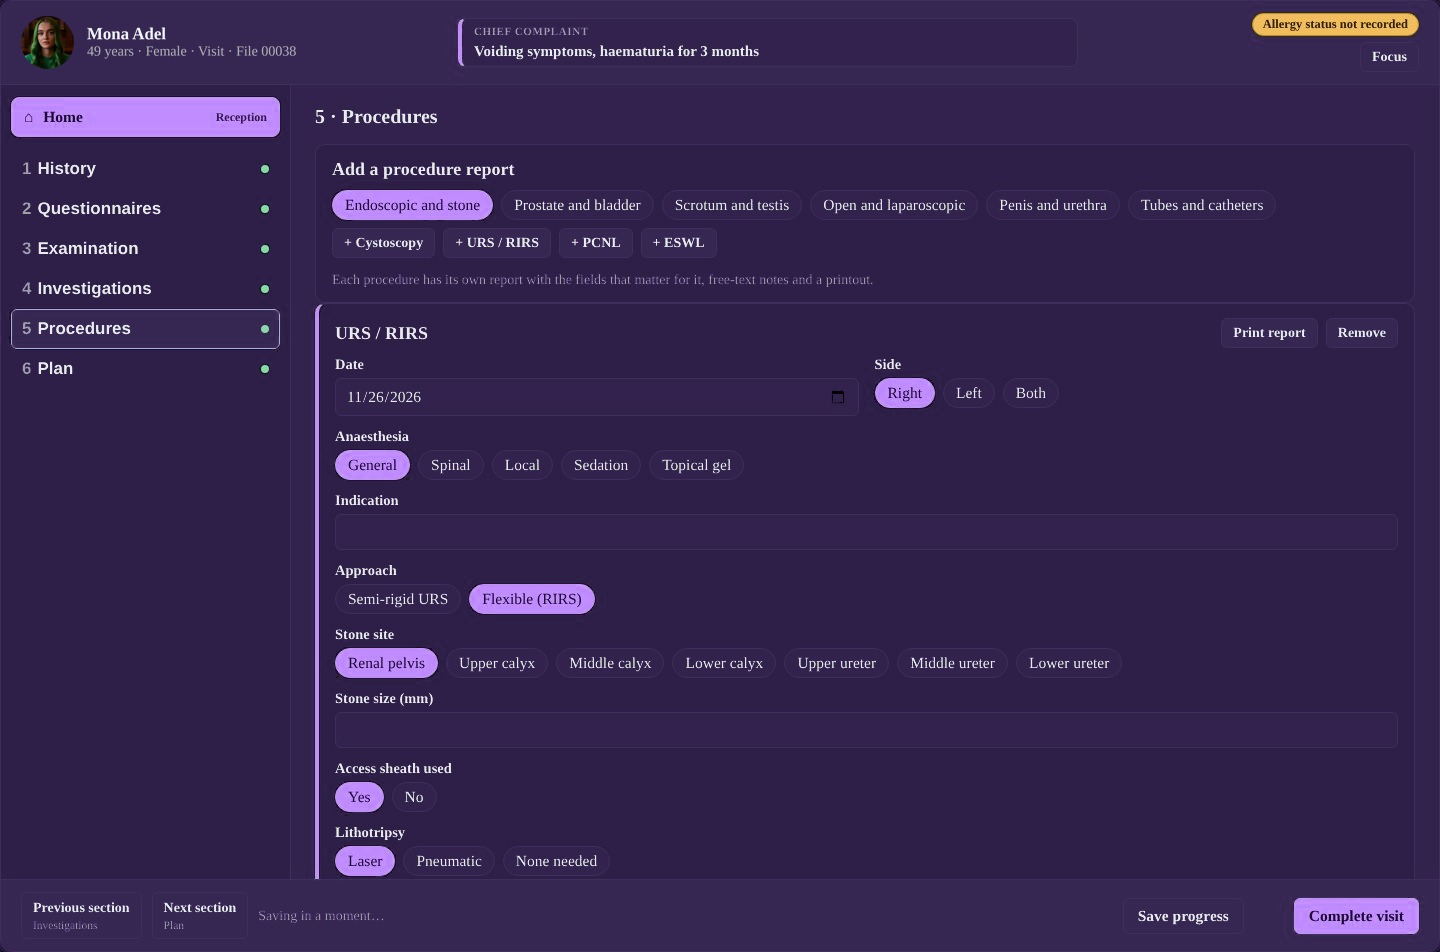 Mona Adel
49 years · Female · Visit · File 00038
CHIEF COMPLAINT
Voiding symptoms, haematuria for 3 months
Allergy status not recorded
Focus
⌂ Home Reception
1 History
2 Questionnaires
3 Examination
4 Investigations
5 Procedures
6 Plan
5 · Procedures
Add a procedure report
Endoscopic and stone Prostate and bladder Scrotum and testis Open and laparoscopic Penis and urethra Tubes and catheters
+ Cystoscopy + URS / RIRS + PCNL + ESWL
Each procedure has its own report with the fields that matter for it, free-text notes and a printout.
URS / RIRS Print report Remove
Date Side
11/26/2026 Right Left Both
Anaesthesia
General Spinal Local Sedation Topical gel
Indication
Approach
Semi-rigid URS Flexible (RIRS)
Stone site
Renal pelvis Upper calyx Middle calyx Lower calyx Upper ureter Middle ureter Lower ureter
Stone size (mm)
Access sheath used
Yes No
Lithotripsy
Laser Pneumatic None needed
Previous section Next section Saving in a moment… Save progress Complete visit
Investigations Plan